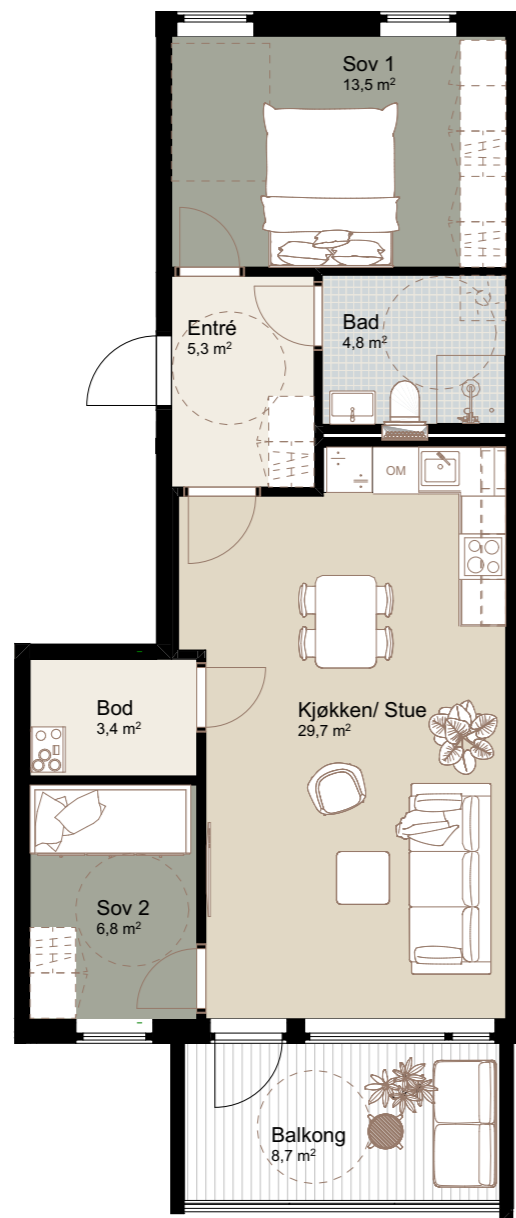 Sov 1
13,5 m²
Entré
5,3 m²
Bad
4,8 m²
OM
Bod
3,4 m²
Kjøkken/ Stue
29,7 m²
Sov 2
6,8 m²
Balkong
8,7 m²